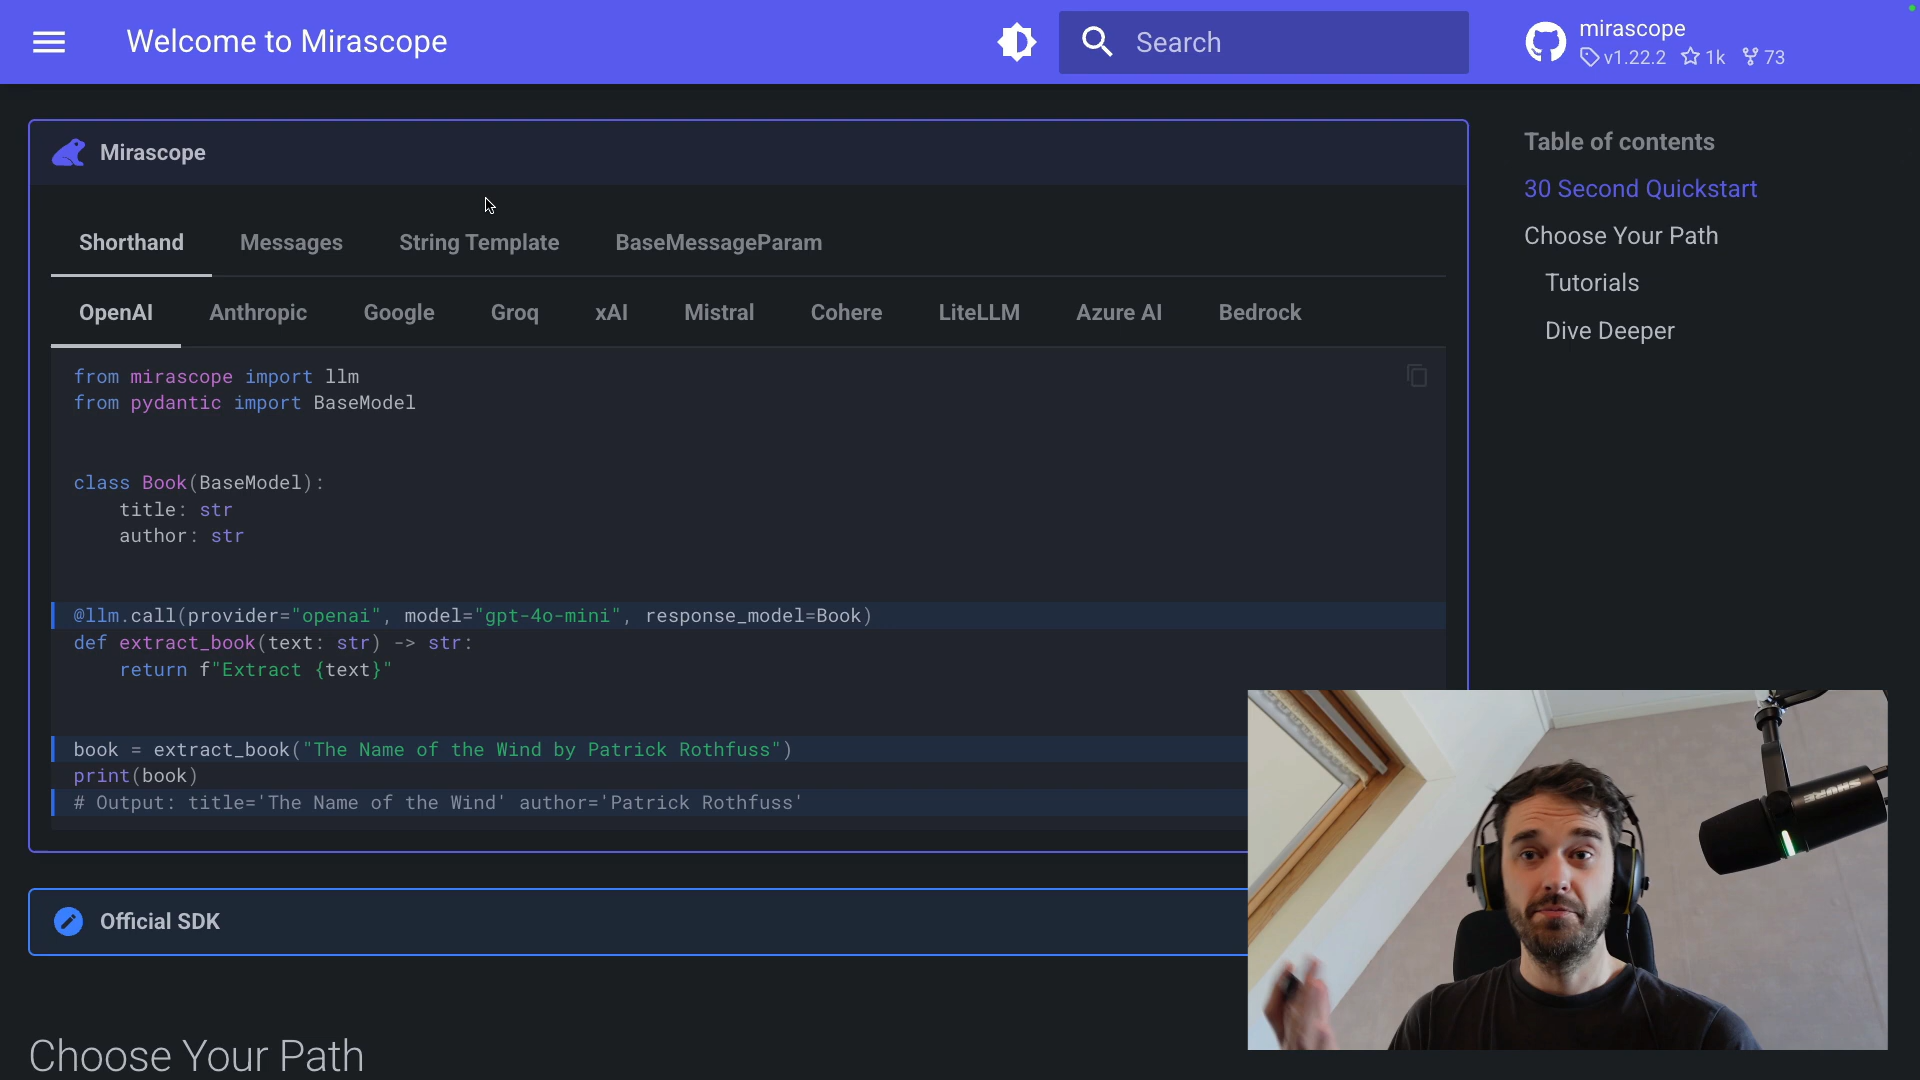 Welcome to Mirascope
Search
mirascope
v1.22.2 1k 73
Mirascope
Shorthand Messages String Template BaseMessageParam
OpenAI Anthropic Google Groq xAI Mistral Cohere LiteLLM Azure AI Bedrock
from mirascope import llm
from pydantic import BaseModel
class Book(BaseModel):
    title: str
    author: str
@llm.call(provider="openai", model="gpt-4o-mini", response_model=Book)
def extract_book(text: str) -> str:
    return f"Extract {text}"
book = extract_book("The Name of the Wind by Patrick Rothfuss")
print(book)
# Output: title='The Name of the Wind' author='Patrick Rothfuss'
Official SDK
Choose Your Path
Table of contents
30 Second Quickstart
Choose Your Path
Tutorials
Dive Deeper
SHURE